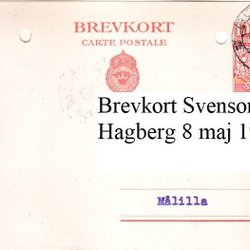 BREVKORT
CARTE POSTALE
Brevkort Svenson
Hagberg 8 maj 1
Målilla